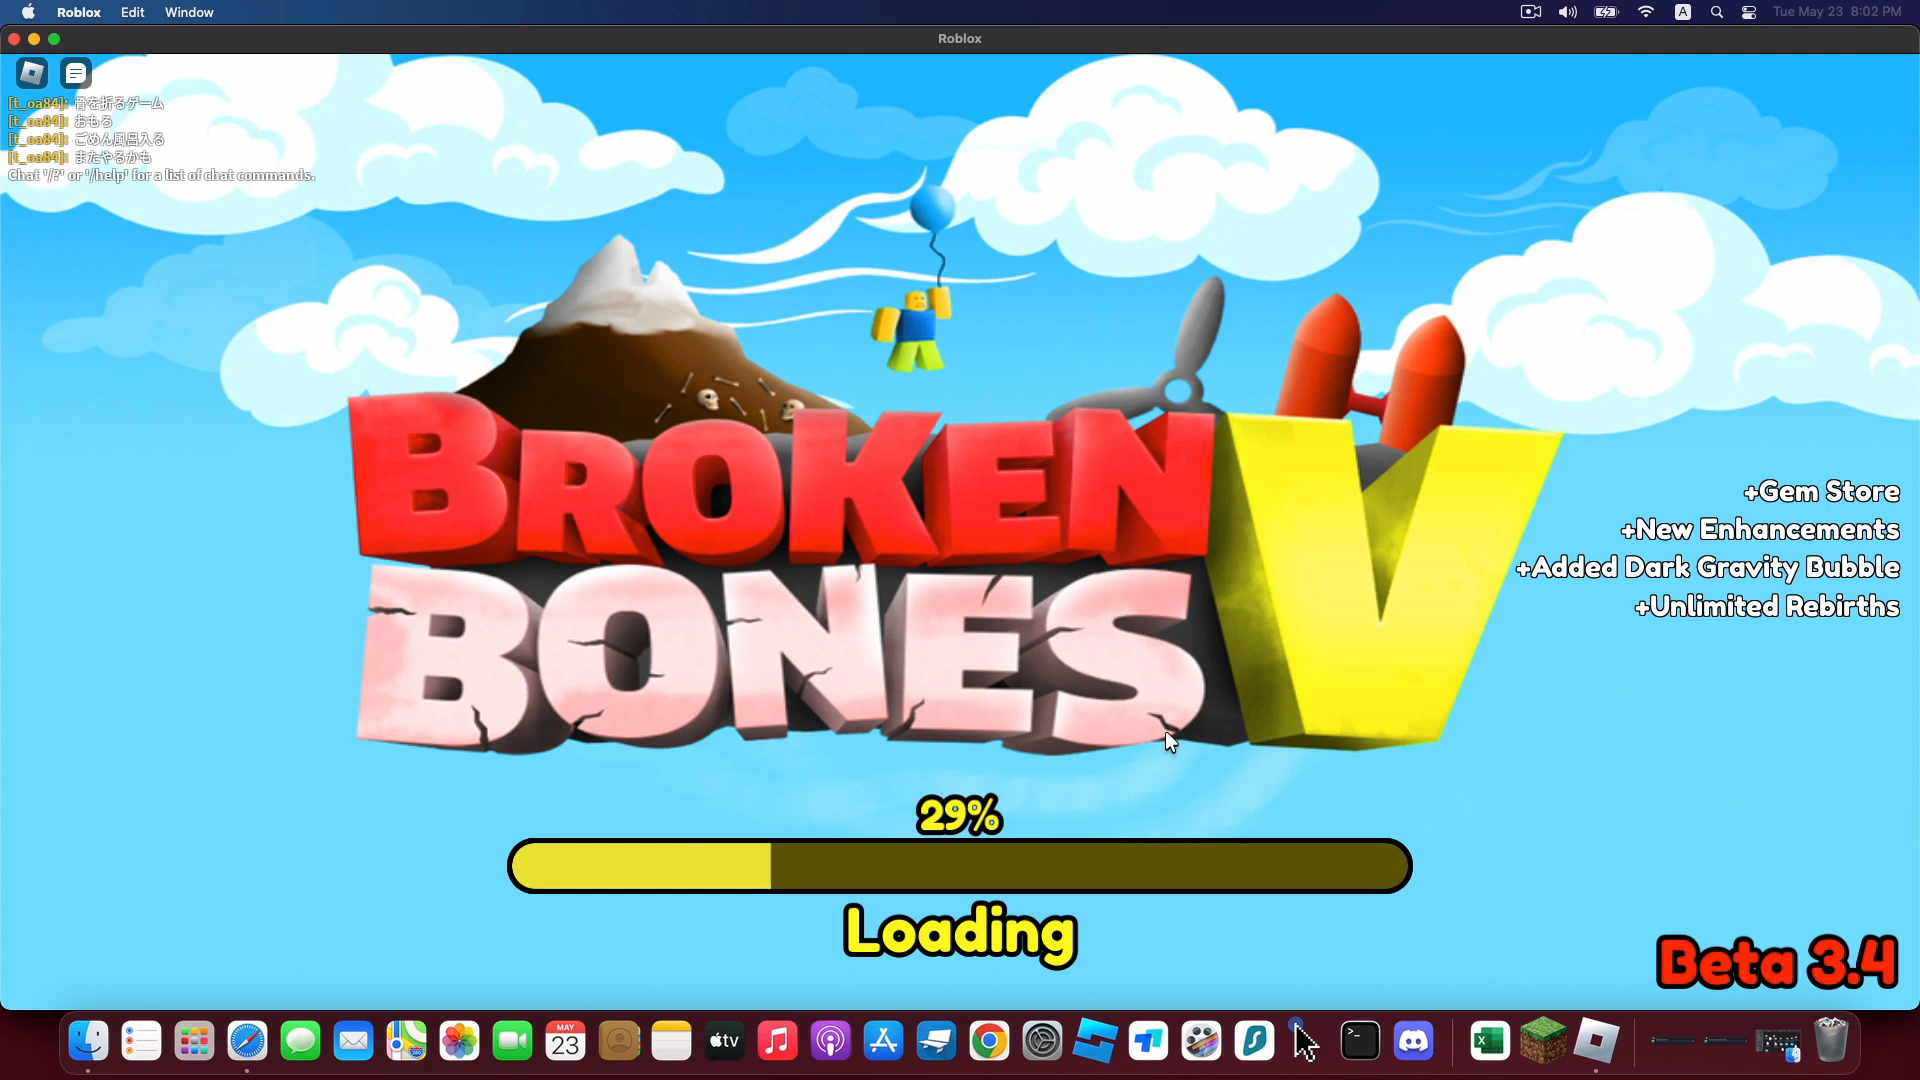 Roblox Edit Window
A Tue May 23 8:02 PM
Roblox
[t_oa84]: 骨を折るゲーム
[t_oa84]: おもろ
[t_oa84]: ごめん風呂入る
[t_oa84]: またやるかも
Chat '/?' or '/help' for a list of chat commands.
BROKEN
BONES V
+Gem Store
+New Enhancements
+Added Dark Gravity Bubble
+Unlimited Rebirths
29%
Loading
Beta 3.4
MAY
23
tv